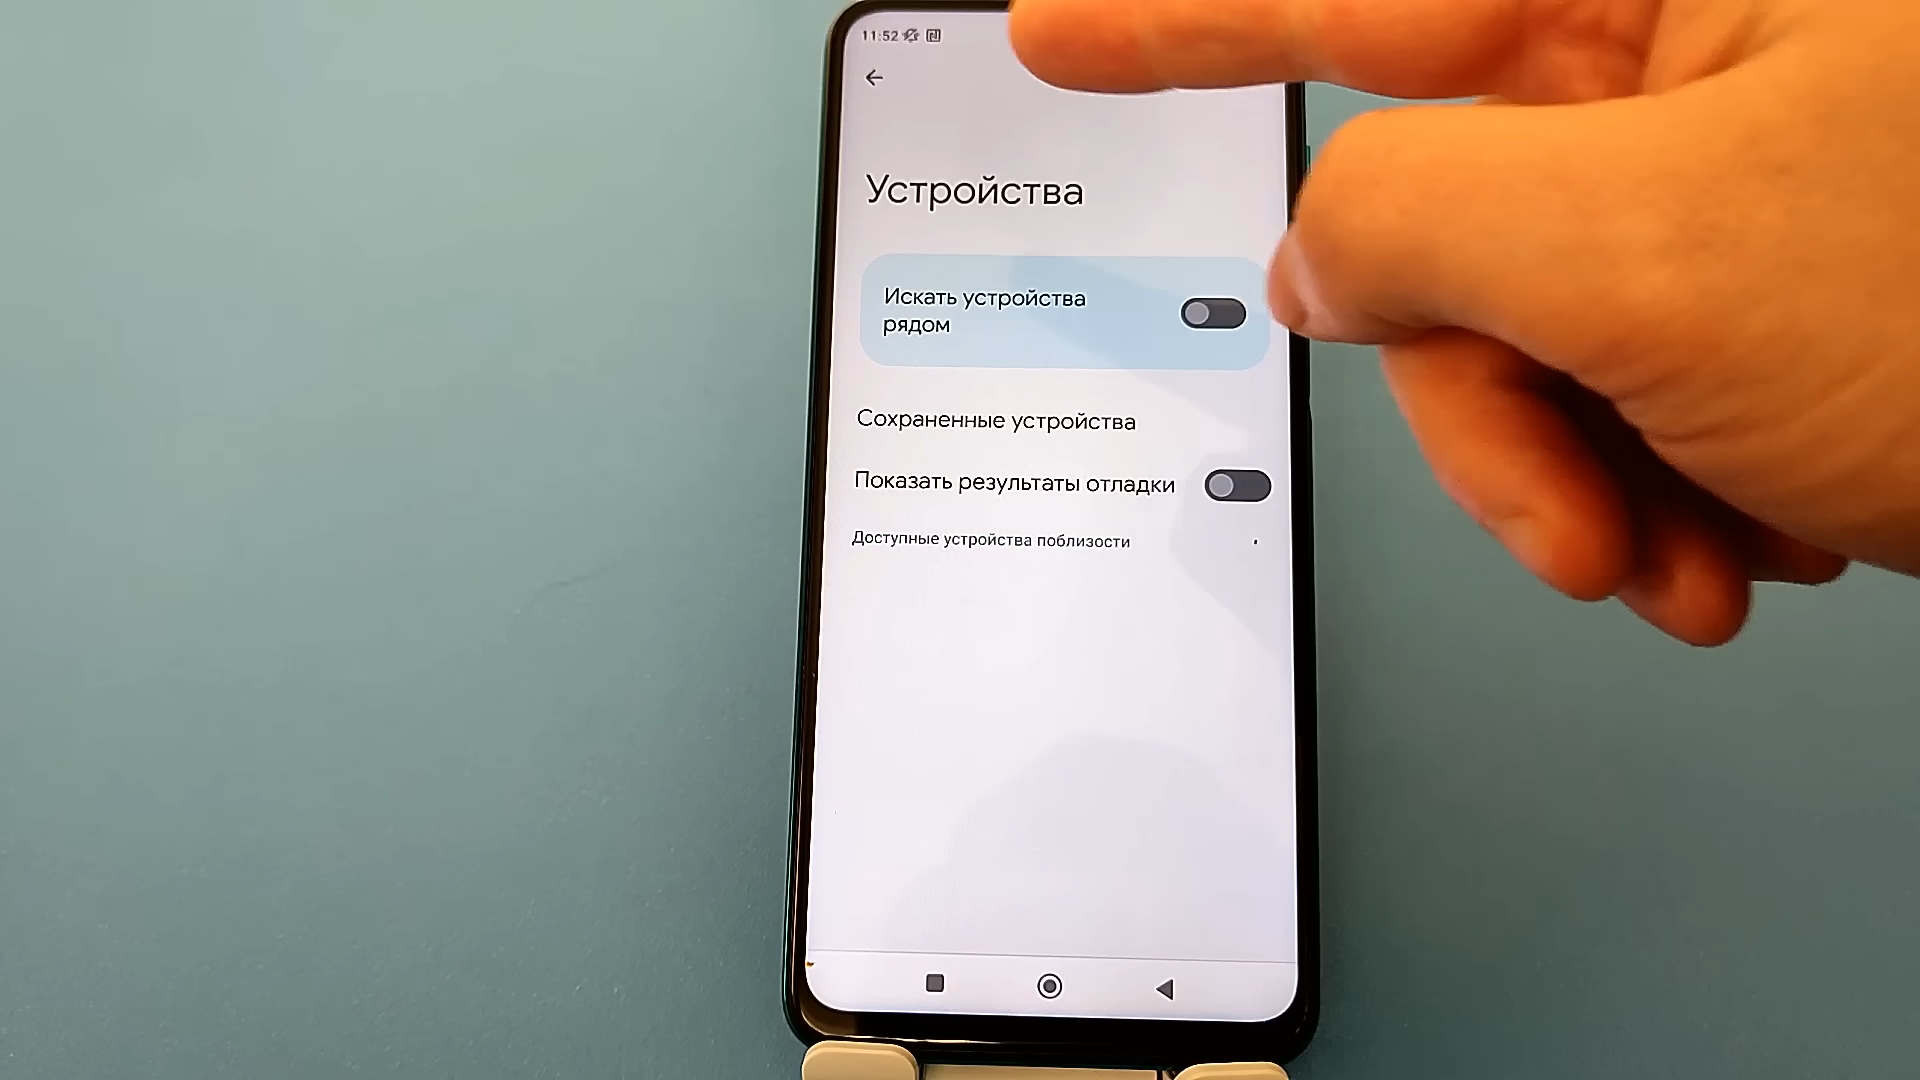 11:52
Устройства
Искать устройства
рядом
Сохраненные устройства
Показать результаты отладки
Доступные устройства поблизости